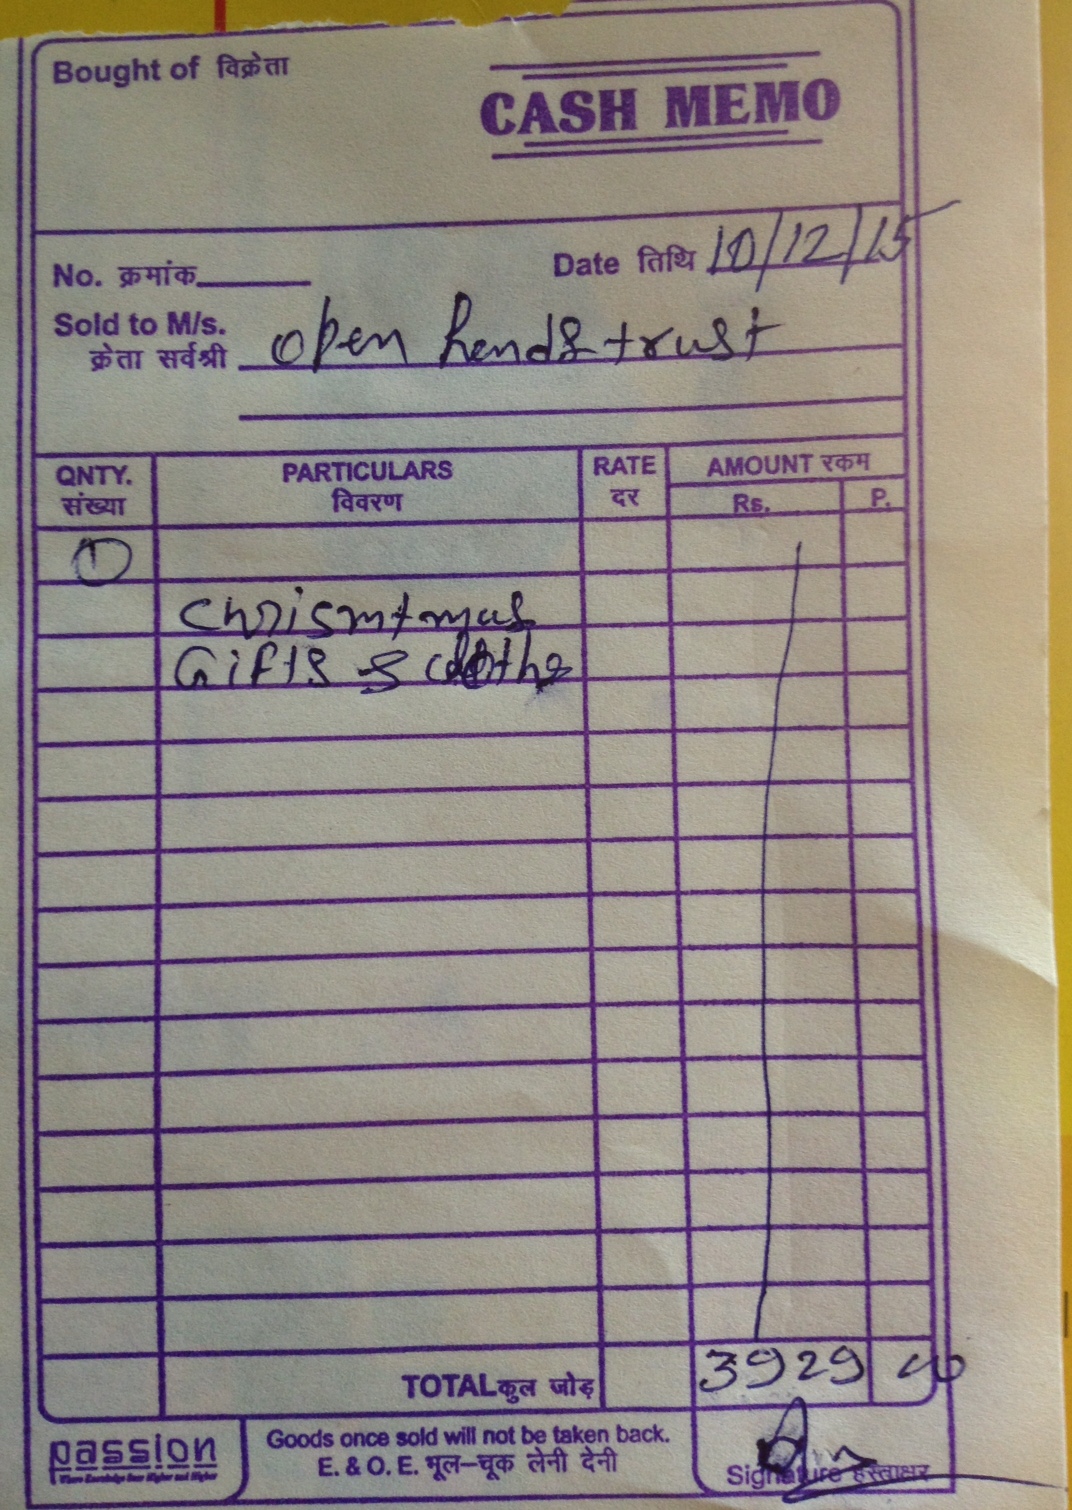 Bought of विक्रेता
CASH MEMO
No. क्रमांक
Date तिथि 10/12/15
Sold to M/s. open hends trust
क्रेता सर्वश्री
QNTY. PARTICULARS RATE AMOUNT रकम
संख्या विवरण दर Rs. P.
1
Chrismtmas
Gifts & clothe
TOTAL कुल जोड़ 3929 00
passion
Goods once sold will not be taken back.
E. & O. E. भूल-चूक लेनी देनी
Signature हस्ताक्षर